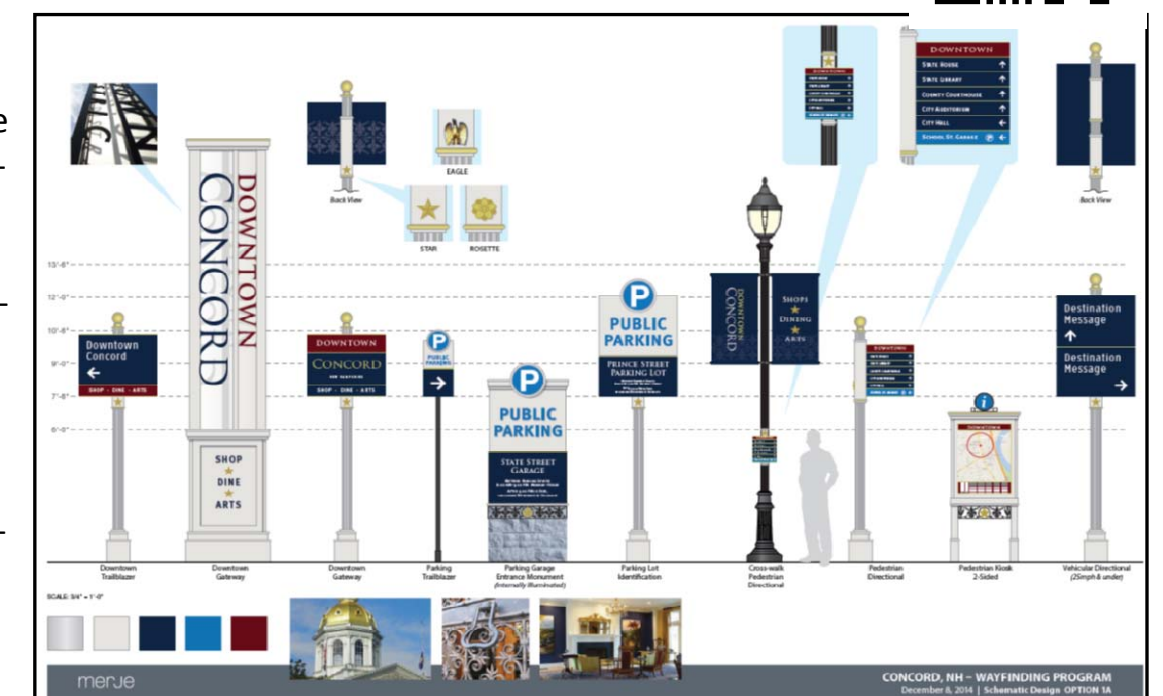 DOWNTOWN
STATE HOUSE
STATE LIBRARY
COUNTY COURTHOUSE
CITY AUDITORIUM
CITY HALL
SCHOOL ST. GARAGE P
Back View
EAGLE
STAR
ROSETTE
Back View
13'-6"
12'-0"
10'-6"
9'-0"
7'-6"
6'-0"
Downtown
Concord
SHOP - DINE - ARTS
DOWNTOWN
CONCORD
SHOP
DINE
ARTS
DOWNTOWN
CONCORD
SHOP - DINE - ARTS
P
PUBLIC
PARKING
P
PUBLIC
PARKING
STATE STREET
GARAGE
P
PUBLIC
PARKING
PRINCE STREET
PARKING LOT
DOWNTOWN
CONCORD
SHOPS
DINING
ARTS
DOWNTOWN
i
DOWNTOWN
Destination
Message
Destination
Message
Downtown
Trailblazer
Downtown
Gateway
Downtown
Gateway
Parking
Trailblazer
Parking Garage
Entrance Monument
(Internally Illuminated)
Parking Lot
Identification
Cross-walk
Pedestrian
Directional
Pedestrian
Directional
Pedestrian Kiosk
2-Sided
Vehicular Directional
(25mph & under)
SCALE: 3/4" = 1'-0"
merje
CONCORD, NH – WAYFINDING PROGRAM
December 8, 2014 | Schematic Design OPTION 1A